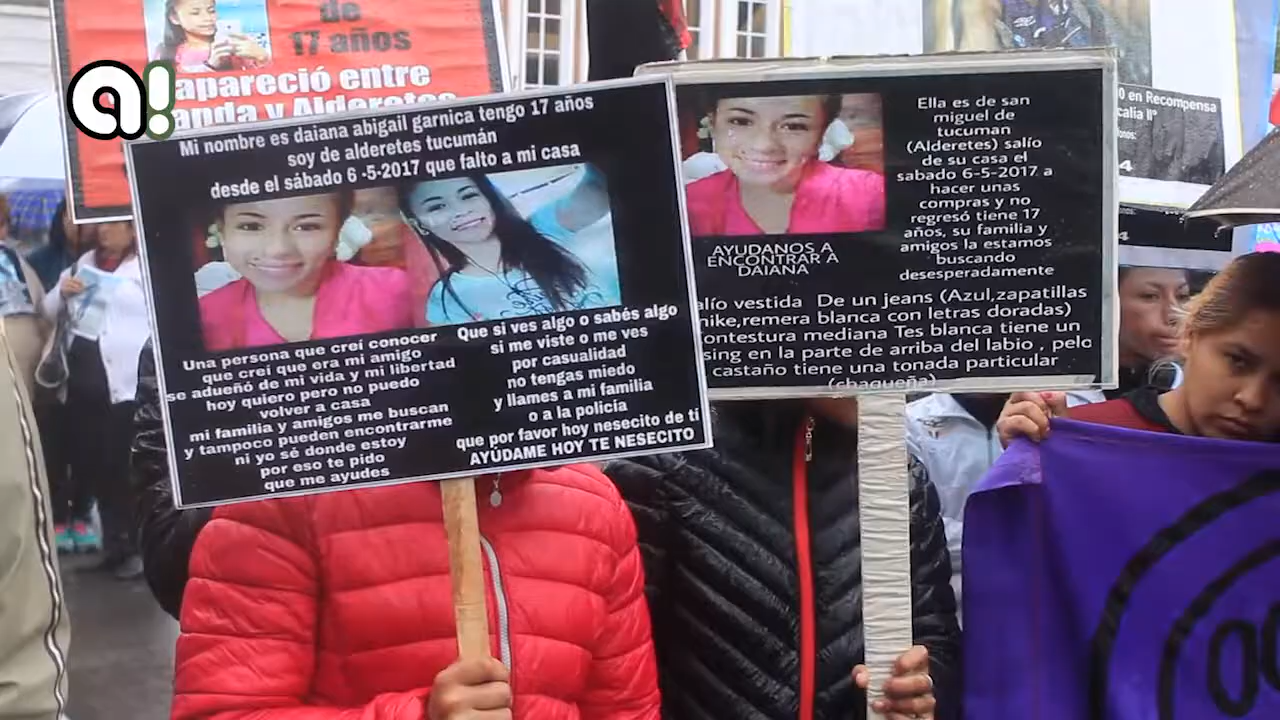 de
17 años
apareció entre
anda y Alderetes
a!
Mi nombre es daiana abigail garnica tengo 17 años
soy de alderetes tucumán
desde el sábado 6 -5-2017 que falto a mi casa
Una persona que creí conocer
que creí que era mi amigo
se adueñó de mi vida y mi libertad
hoy quiero pero no puedo
volver a casa
mi familia y amigos me buscan
y tampoco pueden encontrarme
ni yo sé donde estoy
por eso te pido
que me ayudes
Que si ves algo o sabés algo
si me viste o me ves
por casualidad
no tengas miedo
y llames a mi familia
o a la policía
que por favor hoy nesecito de tí
AYÚDAME HOY TE NESECITO
Ella es de san
miguel de
tucuman
(Alderetes) salío
de su casa el
sabado 6-5-2017 a
hacer unas
compras y no
regresó tiene 17
años, su familia y
amigos la estamos
buscando
desesperadamente
AYUDANOS A
ENCONTRAR A
DAIANA
alío vestida De un jeans (Azul,zapatillas
nike,remera blanca con letras doradas)
ontestura mediana Tes blanca tiene un
sing en la parte de arriba del labio , pelo
castaño tiene una tonada particular
(chaqueña)
0 en Recompensa
calía IIº